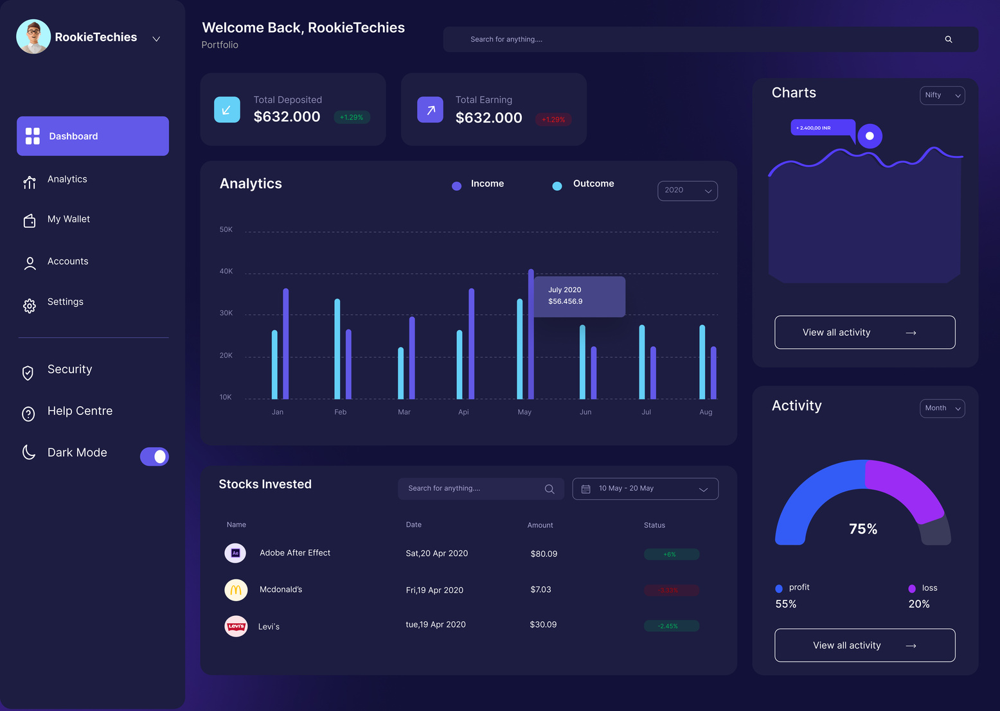 RookieTechies
Dashboard
Analytics
My Wallet
Accounts
Settings
Security
Help Centre
Dark Mode
Welcome Back, RookieTechies
Portfolio
Search for anything....
Total Deposited
$632.000
+1.29%
Total Earning
$632.000
+1.29%
Analytics
Income
Outcome
2020
50K
40K
30K
20K
10K
July 2020
$56.456.9
Jan
Feb
Mar
Api
May
Jun
Jul
Aug
Stocks Invested
Search for anything....
10 May - 20 May
Name
Date
Amount
Status
Ae
Adobe After Effect
Sat,20 Apr 2020
$80.09
+6%
Mcdonald's
Fri,19 Apr 2020
$7.03
-3.33%
Levi's
Levi's
tue,19 Apr 2020
$30.09
-2.45%
Charts
Nifty
+ 2.400,00 INR
View all activity
Activity
Month
75%
profit
loss
55%
20%
View all activity